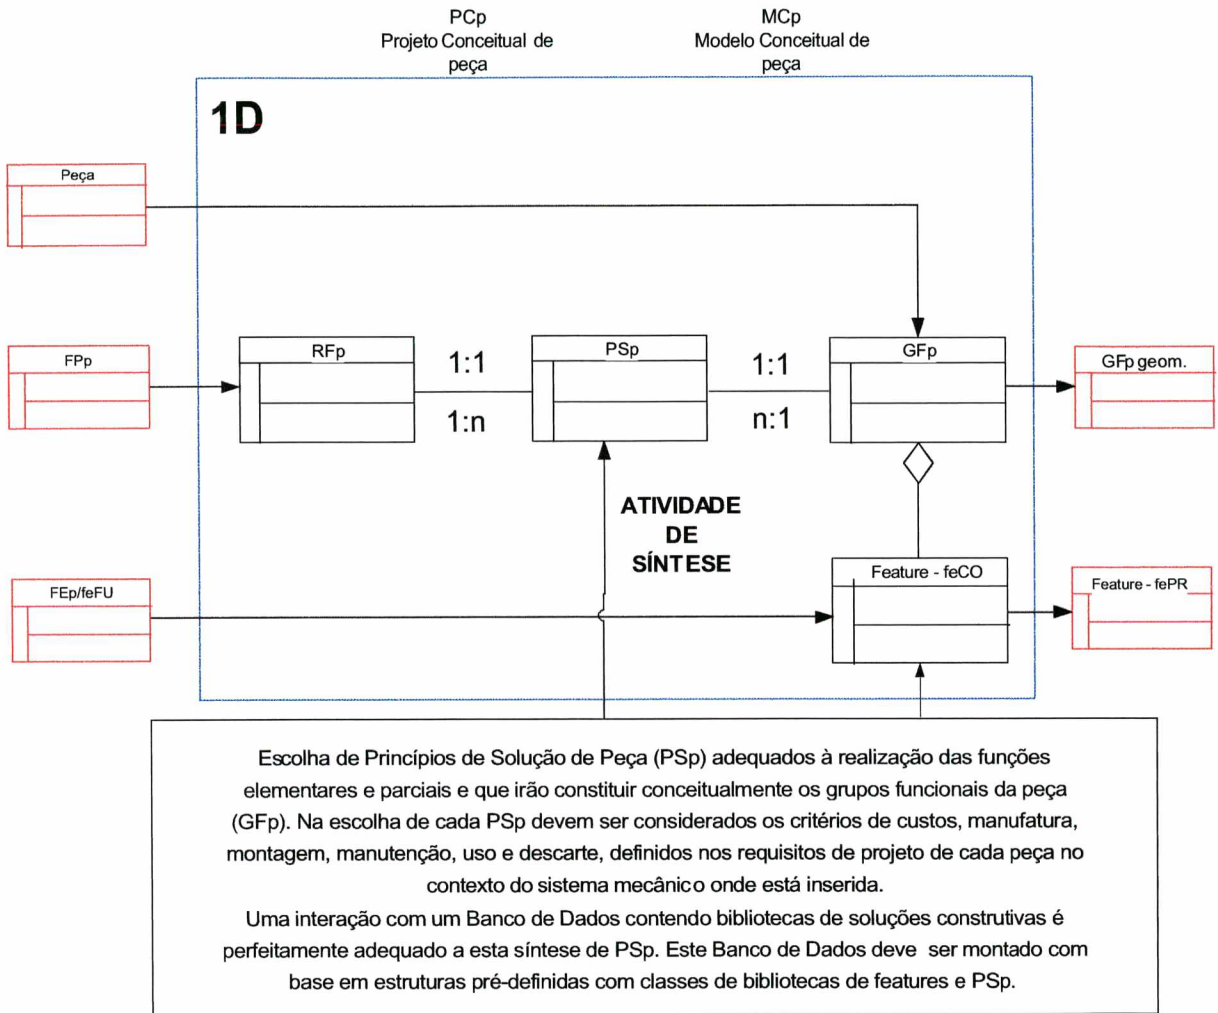 PCp
Projeto Conceitual de
peça
MCp
Modelo Conceitual de
peça
1D
Peça
FPp
RFp
1:1
1:n
PSp
1:1
n:1
GFp
GFp geom.
ATIVIDADE
DE
SÍNTESE
FEp/feFU
Feature - feCO
Feature - fePR
Escolha de Princípios de Solução de Peça (PSp) adequados à realização das funções
elementares e parciais e que irão constituir conceitualmente os grupos funcionais da peça
(GFp). Na escolha de cada PSp devem ser considerados os critérios de custos, manufatura,
montagem, manutenção, uso e descarte, definidos nos requisitos de projeto de cada peça no
contexto do sistema mecânico onde está inserida.
Uma interação com um Banco de Dados contendo bibliotecas de soluções construtivas é
perfeitamente adequado a esta síntese de PSp. Este Banco de Dados deve ser montado com
base em estruturas pré-definidas com classes de bibliotecas de features e PSp.